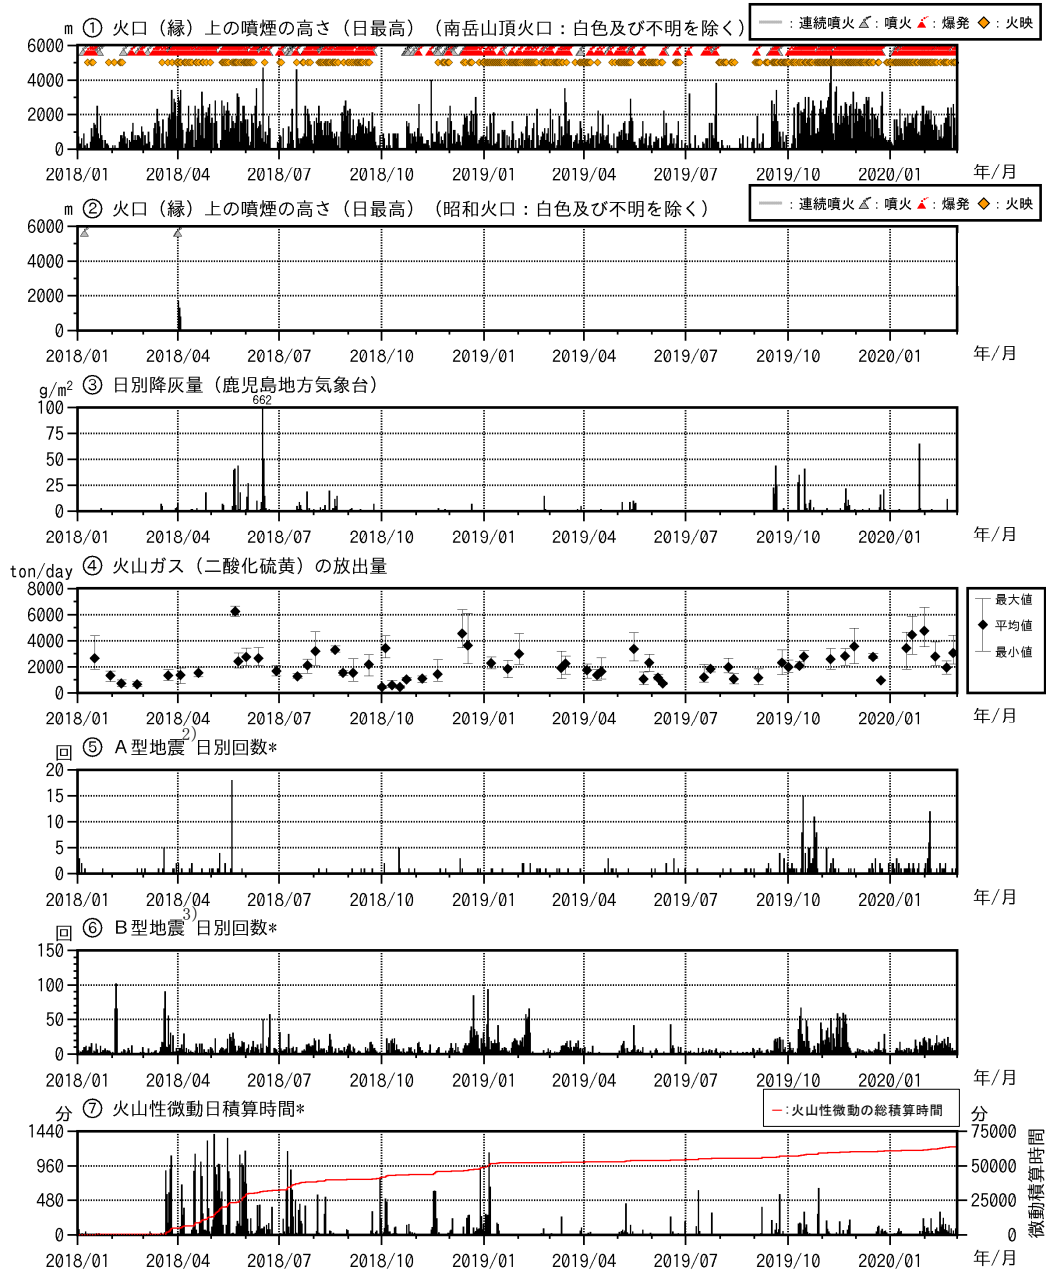 m ① 火口（縁）上の噴煙の高さ（日最高）（南岳山頂火口：白色及び不明を除く）
：連続噴火 ：噴火 ：爆発 ：火映
6000
4000
2000
0
2018/01 2018/04 2018/07 2018/10 2019/01 2019/04 2019/07 2019/10 2020/01 年/月
m ② 火口（縁）上の噴煙の高さ（日最高）（昭和火口：白色及び不明を除く）
：連続噴火 ：噴火 ：爆発 ：火映
6000
4000
2000
0
2018/01 2018/04 2018/07 2018/10 2019/01 2019/04 2019/07 2019/10 2020/01 年/月
g/m² ③ 日別降灰量（鹿児島地方気象台）
662
100
75
50
25
0
2018/01 2018/04 2018/07 2018/10 2019/01 2019/04 2019/07 2019/10 2020/01 年/月
ton/day ④ 火山ガス（二酸化硫黄）の放出量
8000
6000
4000
2000
0
最大値
平均値
最小値
2018/01 2018/04 2018/07 2018/10 2019/01 2019/04 2019/07 2019/10 2020/01 年/月
回 ⑤ A型地震2) 日別回数*
20
15
10
5
0
2018/01 2018/04 2018/07 2018/10 2019/01 2019/04 2019/07 2019/10 2020/01 年/月
回 ⑥ B型地震3) 日別回数*
150
100
50
0
2018/01 2018/04 2018/07 2018/10 2019/01 2019/04 2019/07 2019/10 2020/01 年/月
分 ⑦ 火山性微動日積算時間*
：火山性微動の総積算時間 分
1440
960
480
0
75000
50000
25000
0
微動積算時間
2018/01 2018/04 2018/07 2018/10 2019/01 2019/04 2019/07 2019/10 2020/01 年/月